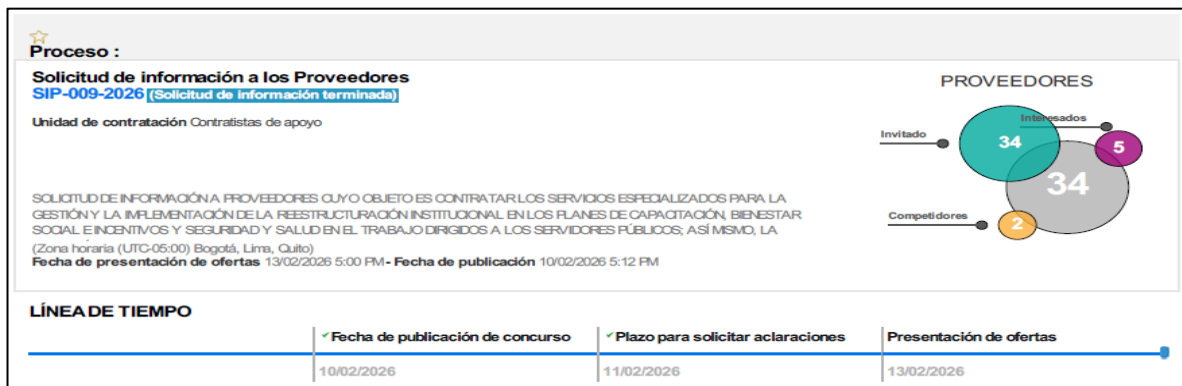 Proceso :
Solicitud de información a los Proveedores
SIP-009-2026 (Solicitud de información terminada)
Unidad de contratación Contratistas de apoyo
SOLICITUD DE INFORMACIÓN A PROVEEDORES CUYO OBJETO ES CONTRATAR LOS SERVICIOS ESPECIALIZADOS PARA LA
GESTIÓN Y LA IMPLEMENTACIÓN DE LA REESTRUCTURACIÓN INSTITUCIONAL EN LOS PLANES DE CAPACITACIÓN, BIENESTAR
SOCIAL E INCENTIVOS Y SEGURIDAD Y SALUD EN EL TRABAJO DIRIGIDOS A LOS SERVIDORES PÚBLICOS; ASÍ MISMO, LA
(Zona horaria (UTC-05:00) Bogotá, Lima, Quito)
Fecha de presentación de ofertas 13/02/2026 5:00 PM - Fecha de publicación 10/02/2026 5:12 PM
PROVEEDORES
Interesados
Invitado
34
5
34
Competidores
2
LÍNEA DE TIEMPO
Fecha de publicación de concurso
Plazo para solicitar aclaraciones
Presentación de ofertas
10/02/2026
11/02/2026
13/02/2026